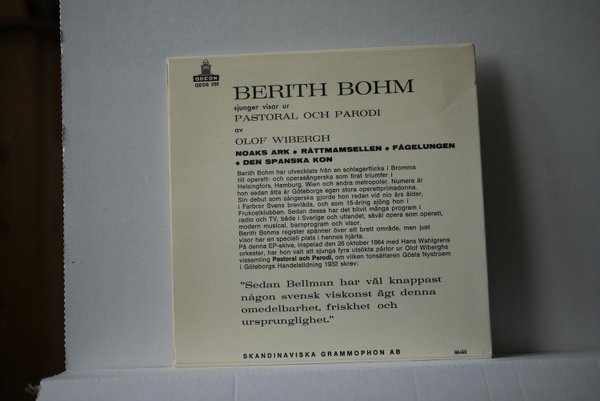 ODEON
GEOS 230
BERITH BOHM
sjunger visor ur
PASTORAL OCH PARODI
av
OLOF WIBERGH
NOAKS ARK • RÅTTMAMSELLEN • FÅGELUNGEN
• DEN SPANSKA KON
Berith Bohm har utvecklats från en schlagerflicka i Bromma
till operett- och operasångerska som firat triumfer i
Helsingfors, Hamburg, Wien och andra metropoler. Numera är
hon sedan åtta år Göteborgs egen stora operettprimadonna.
Sin debut som sångerska gjorde hon redan vid nio års ålder,
i Farbror Svens brevlåda, och som 15-åring sjöng hon i
Frukostklubben. Sedan dessa har det blivit många program i
radio och TV, både i Sverige och utlandet, såväl opera som operett,
modern musical, barnprogram och visor.
Berith Bohms register spänner över ett brett område, men just
visor har en speciell plats i hennes hjärta.
På denna EP-skiva, inspelad den 26 oktober 1964 med Hans Wahlgrens
orkester, har hon valt att sjunga fyra utsökta pärlor ur Olof Wiberghs
vissamling Pastoral och Parodi, om vilken tonsättaren Gösta Nystroem
i Göteborgs Handelstidning 1932 skrev:
"Sedan Bellman har väl knappast
någon svensk viskonst ägt denna
omedelbarhet, friskhet och
ursprunglighet."
SKANDINAVISKA GRAMMOPHON AB